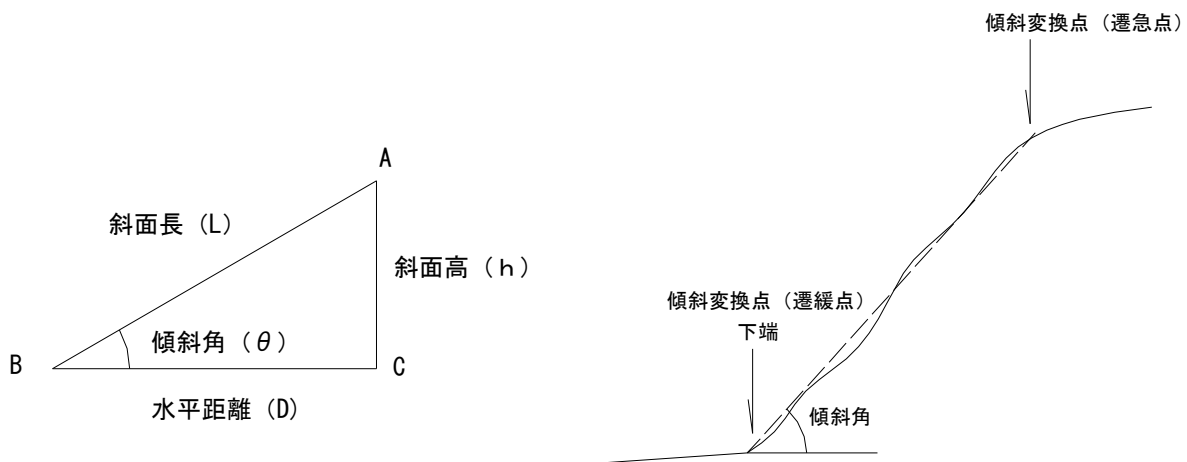 傾斜変換点（遷急点）
A
斜面長（L）
斜面高（ｈ）
傾斜角（θ）
B
C
水平距離（D）
傾斜変換点（遷緩点）
下端
傾斜角